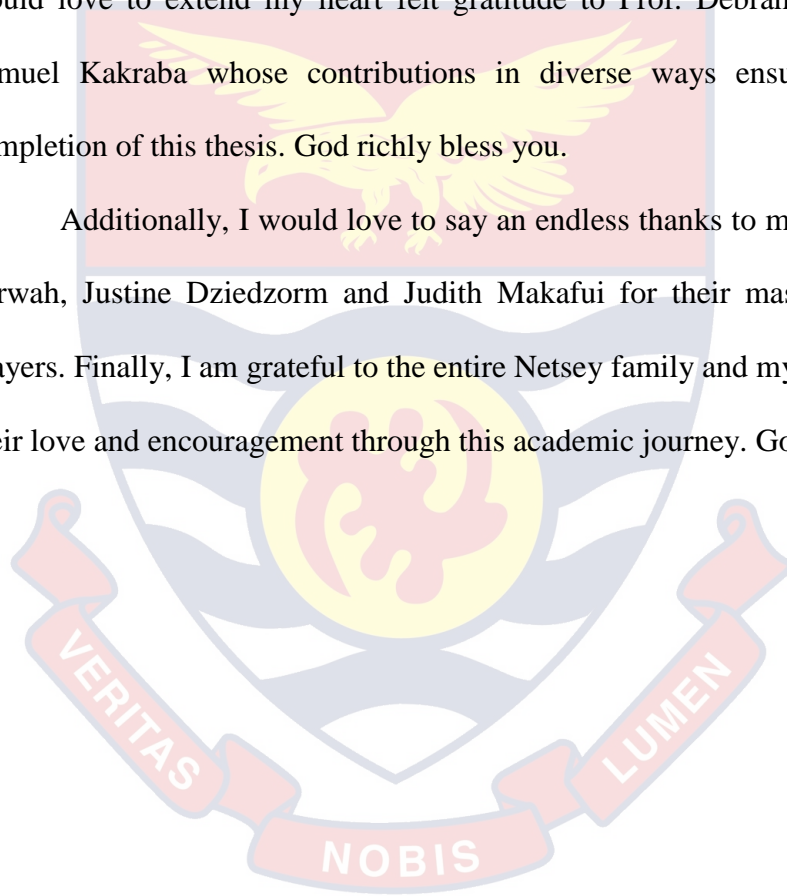 ould love to extend my heart felt gratitude to Prof. Debrah
muel Kakraba whose contributions in diverse ways ensu
mpletion of this thesis. God richly bless you.
Additionally, I would love to say an endless thanks to m
rwah, Justine Dziedzorm and Judith Makafui for their mas
ayers. Finally, I am grateful to the entire Netsey family and my
eir love and encouragement through this academic journey. Go
VERITAS
NOBIS
LUMEN